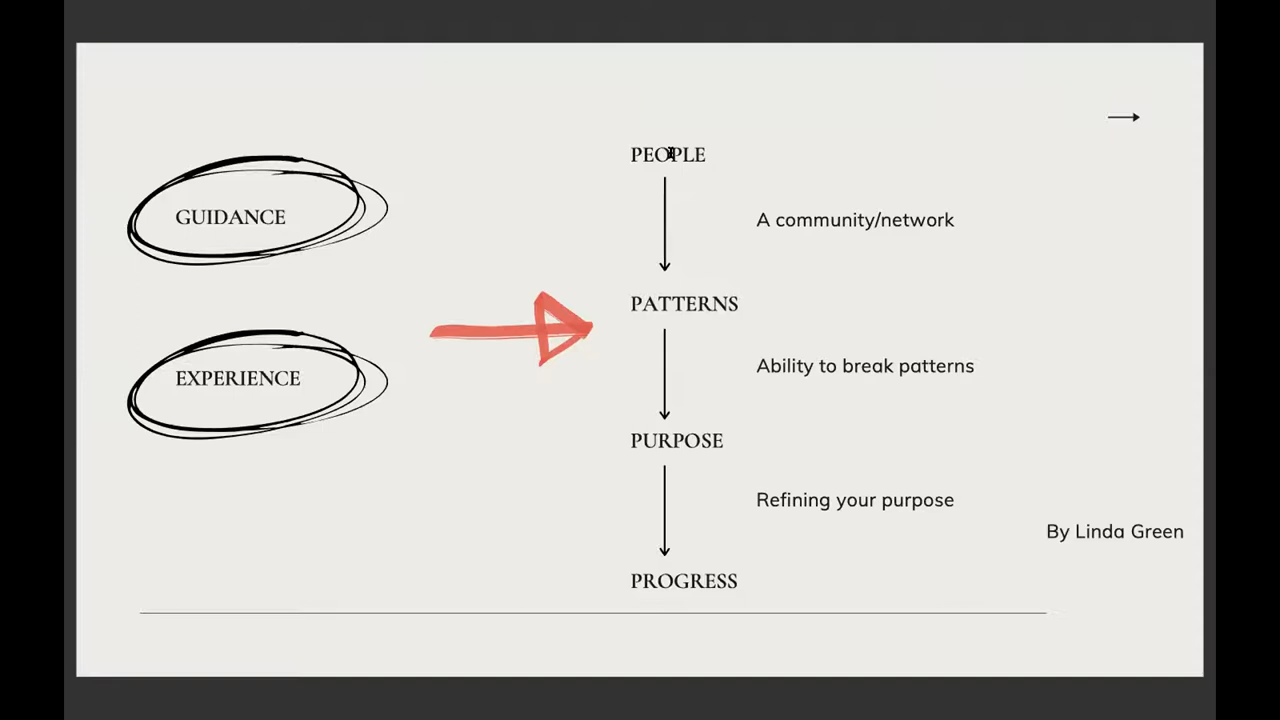 GUIDANCE
EXPERIENCE
PEOPLE
A community/network
PATTERNS
Ability to break patterns
PURPOSE
Refining your purpose
By Linda Green
PROGRESS